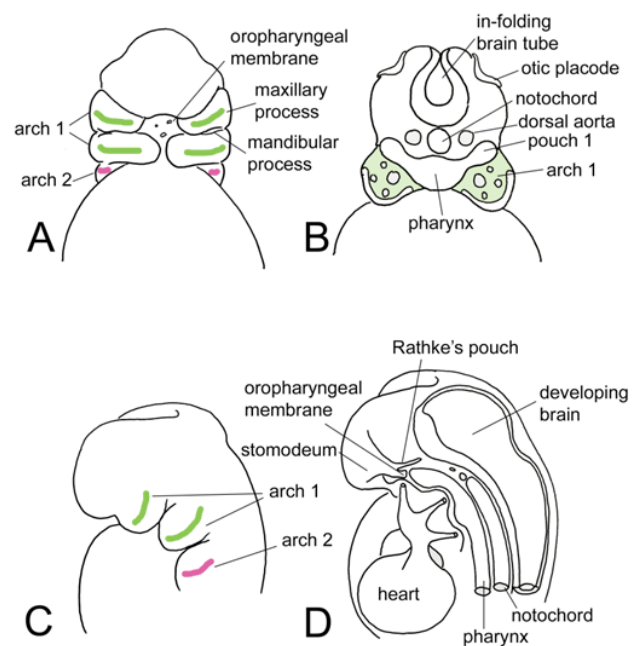 oropharyngeal
membrane
maxillary
process
arch 1
mandibular
process
arch 2
A
in-folding
brain tube
otic placode
notochord
dorsal aorta
pouch 1
arch 1
pharynx
B
Rathke's pouch
oropharyngeal
membrane
developing
brain
stomodeum
arch 1
arch 2
C
heart
D
notochord
pharynx